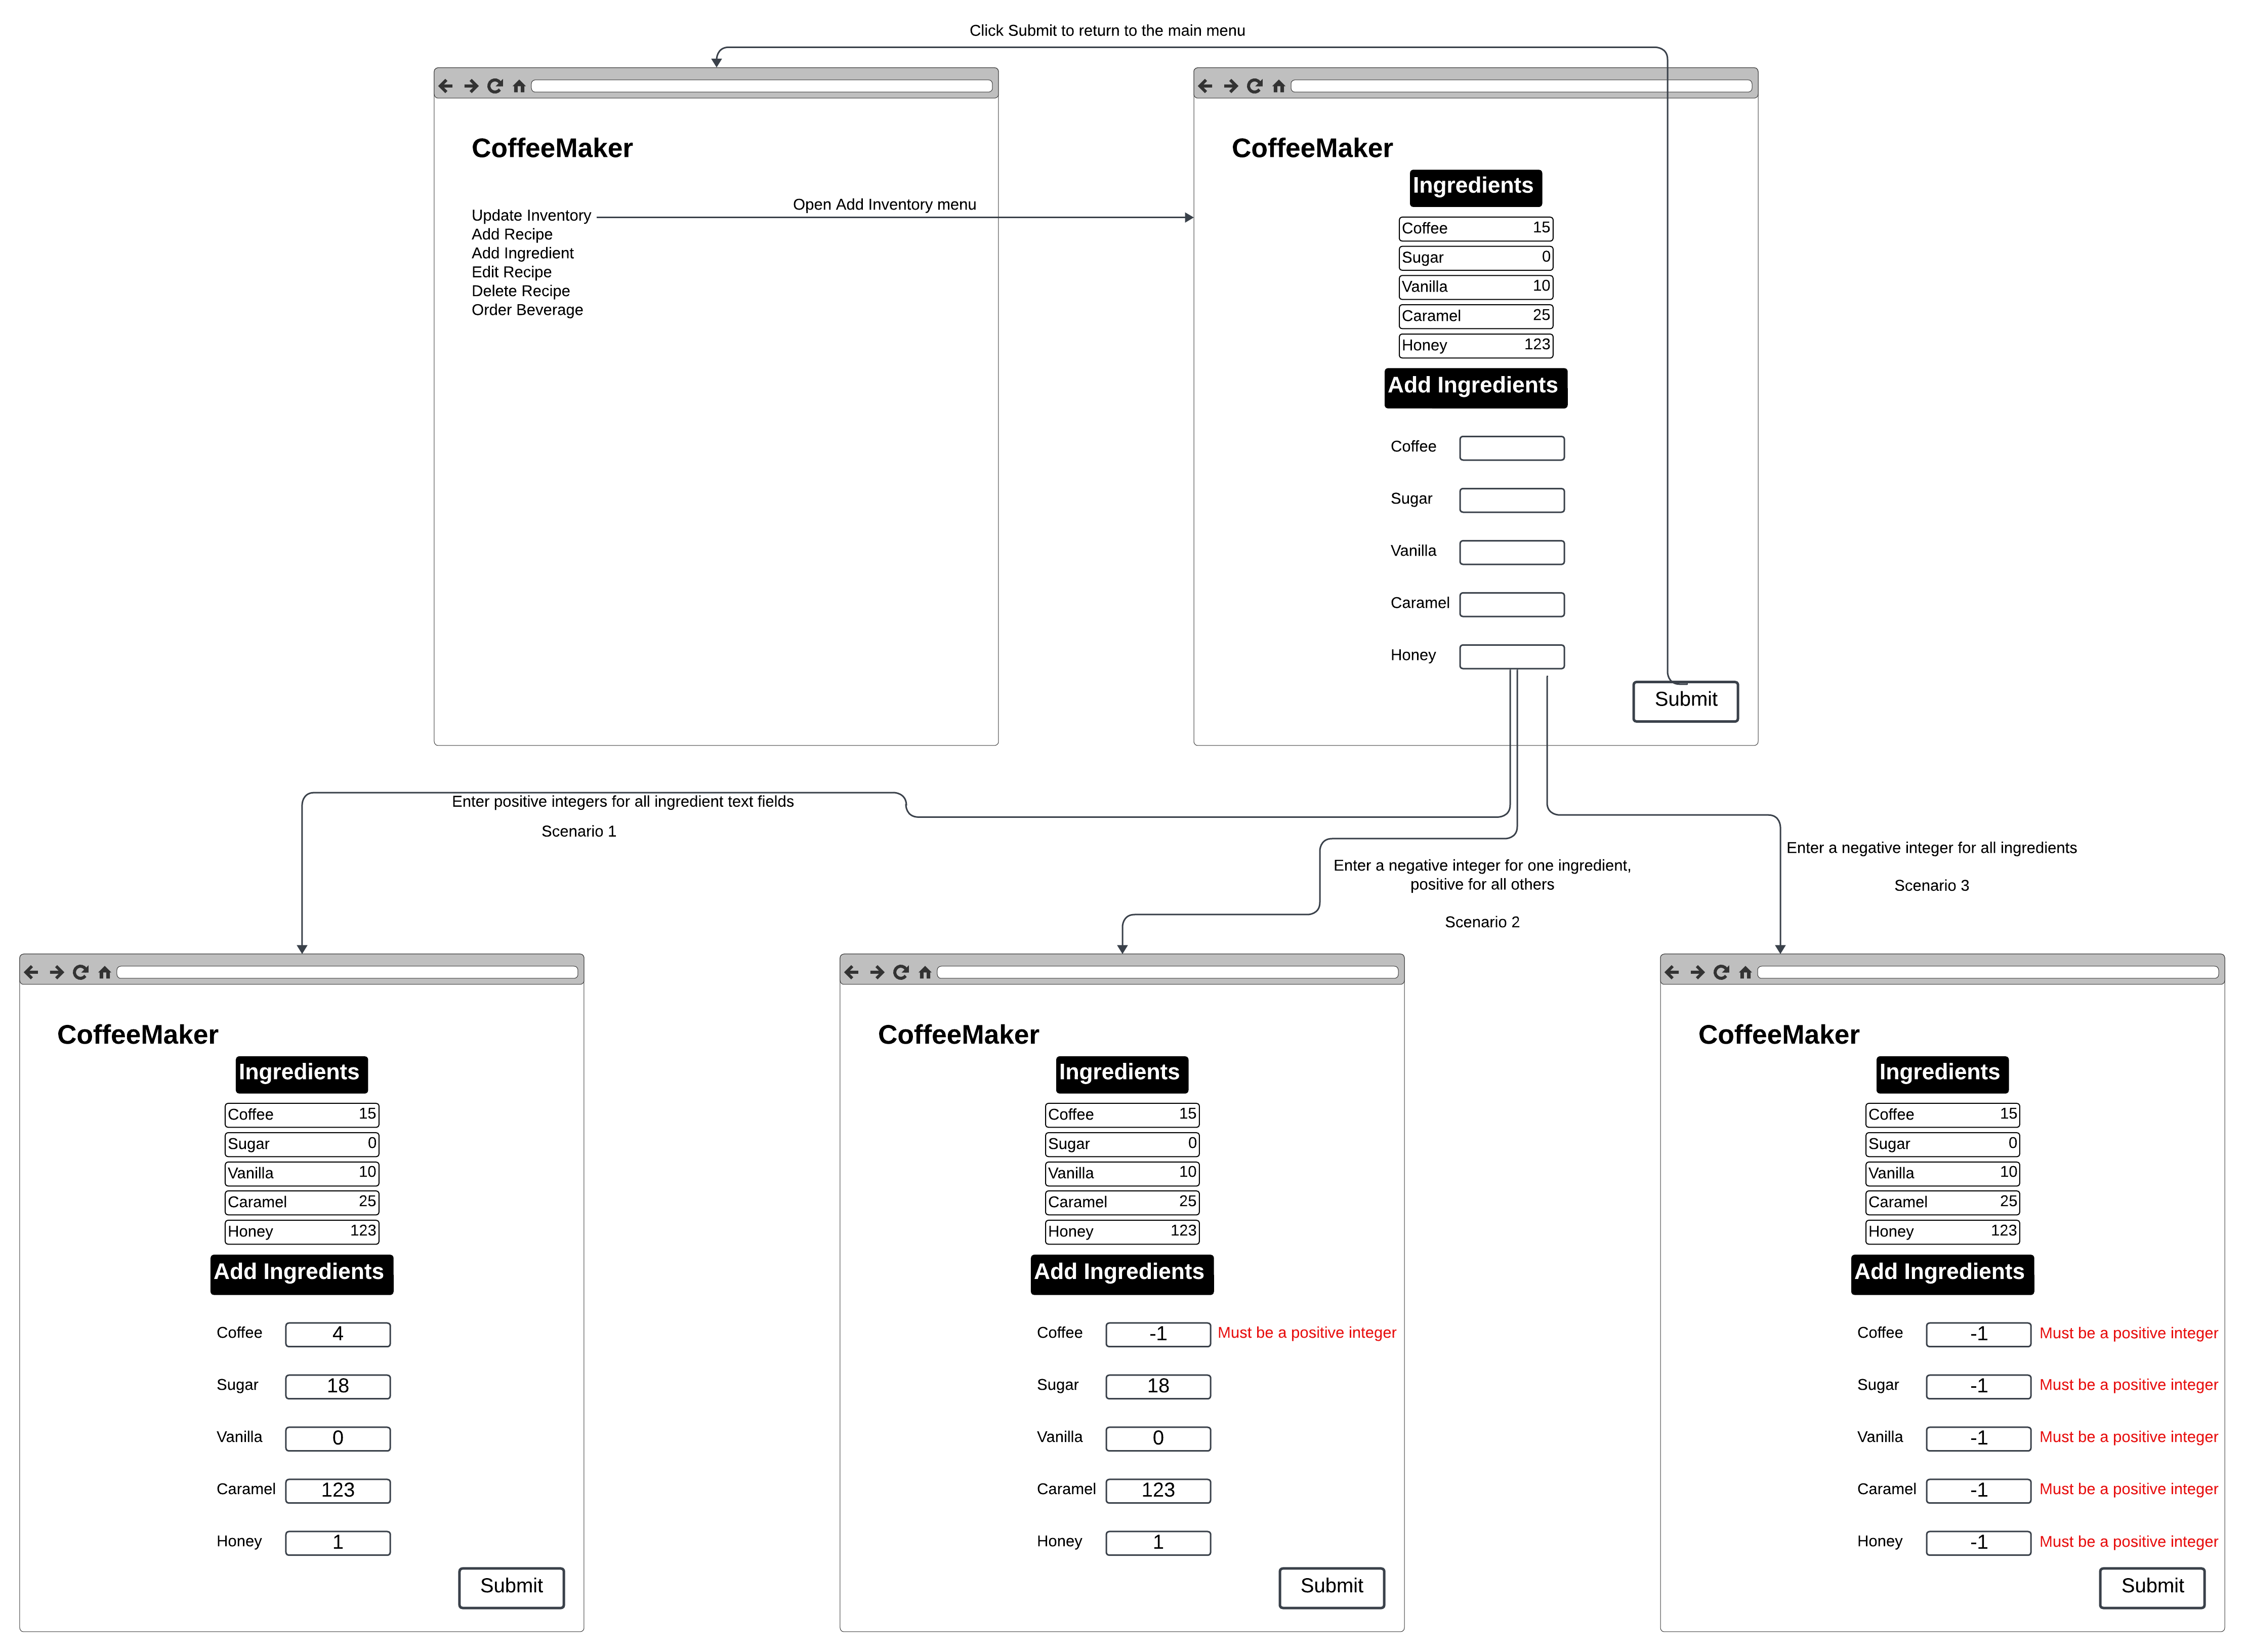 Click Submit to return to the main menu
CoffeeMaker
Update Inventory
Add Recipe
Add Ingredient
Edit Recipe
Delete Recipe
Order Beverage
Open Add Inventory menu
CoffeeMaker
Ingredients
Coffee 15
Sugar 0
Vanilla 10
Caramel 25
Honey 123
Add Ingredients
Coffee
Sugar
Vanilla
Caramel
Honey
Submit
Enter positive integers for all ingredient text fields
Scenario 1
Enter a negative integer for one ingredient,
positive for all others
Scenario 2
Enter a negative integer for all ingredients
Scenario 3
CoffeeMaker
Ingredients
Coffee 15
Sugar 0
Vanilla 10
Caramel 25
Honey 123
Add Ingredients
Coffee 4
Sugar 18
Vanilla 0
Caramel 123
Honey 1
Submit
CoffeeMaker
Ingredients
Coffee 15
Sugar 0
Vanilla 10
Caramel 25
Honey 123
Add Ingredients
Coffee -1 Must be a positive integer
Sugar 18
Vanilla 0
Caramel 123
Honey 1
Submit
CoffeeMaker
Ingredients
Coffee 15
Sugar 0
Vanilla 10
Caramel 25
Honey 123
Add Ingredients
Coffee -1 Must be a positive integer
Sugar -1 Must be a positive integer
Vanilla -1 Must be a positive integer
Caramel -1 Must be a positive integer
Honey -1 Must be a positive integer
Submit